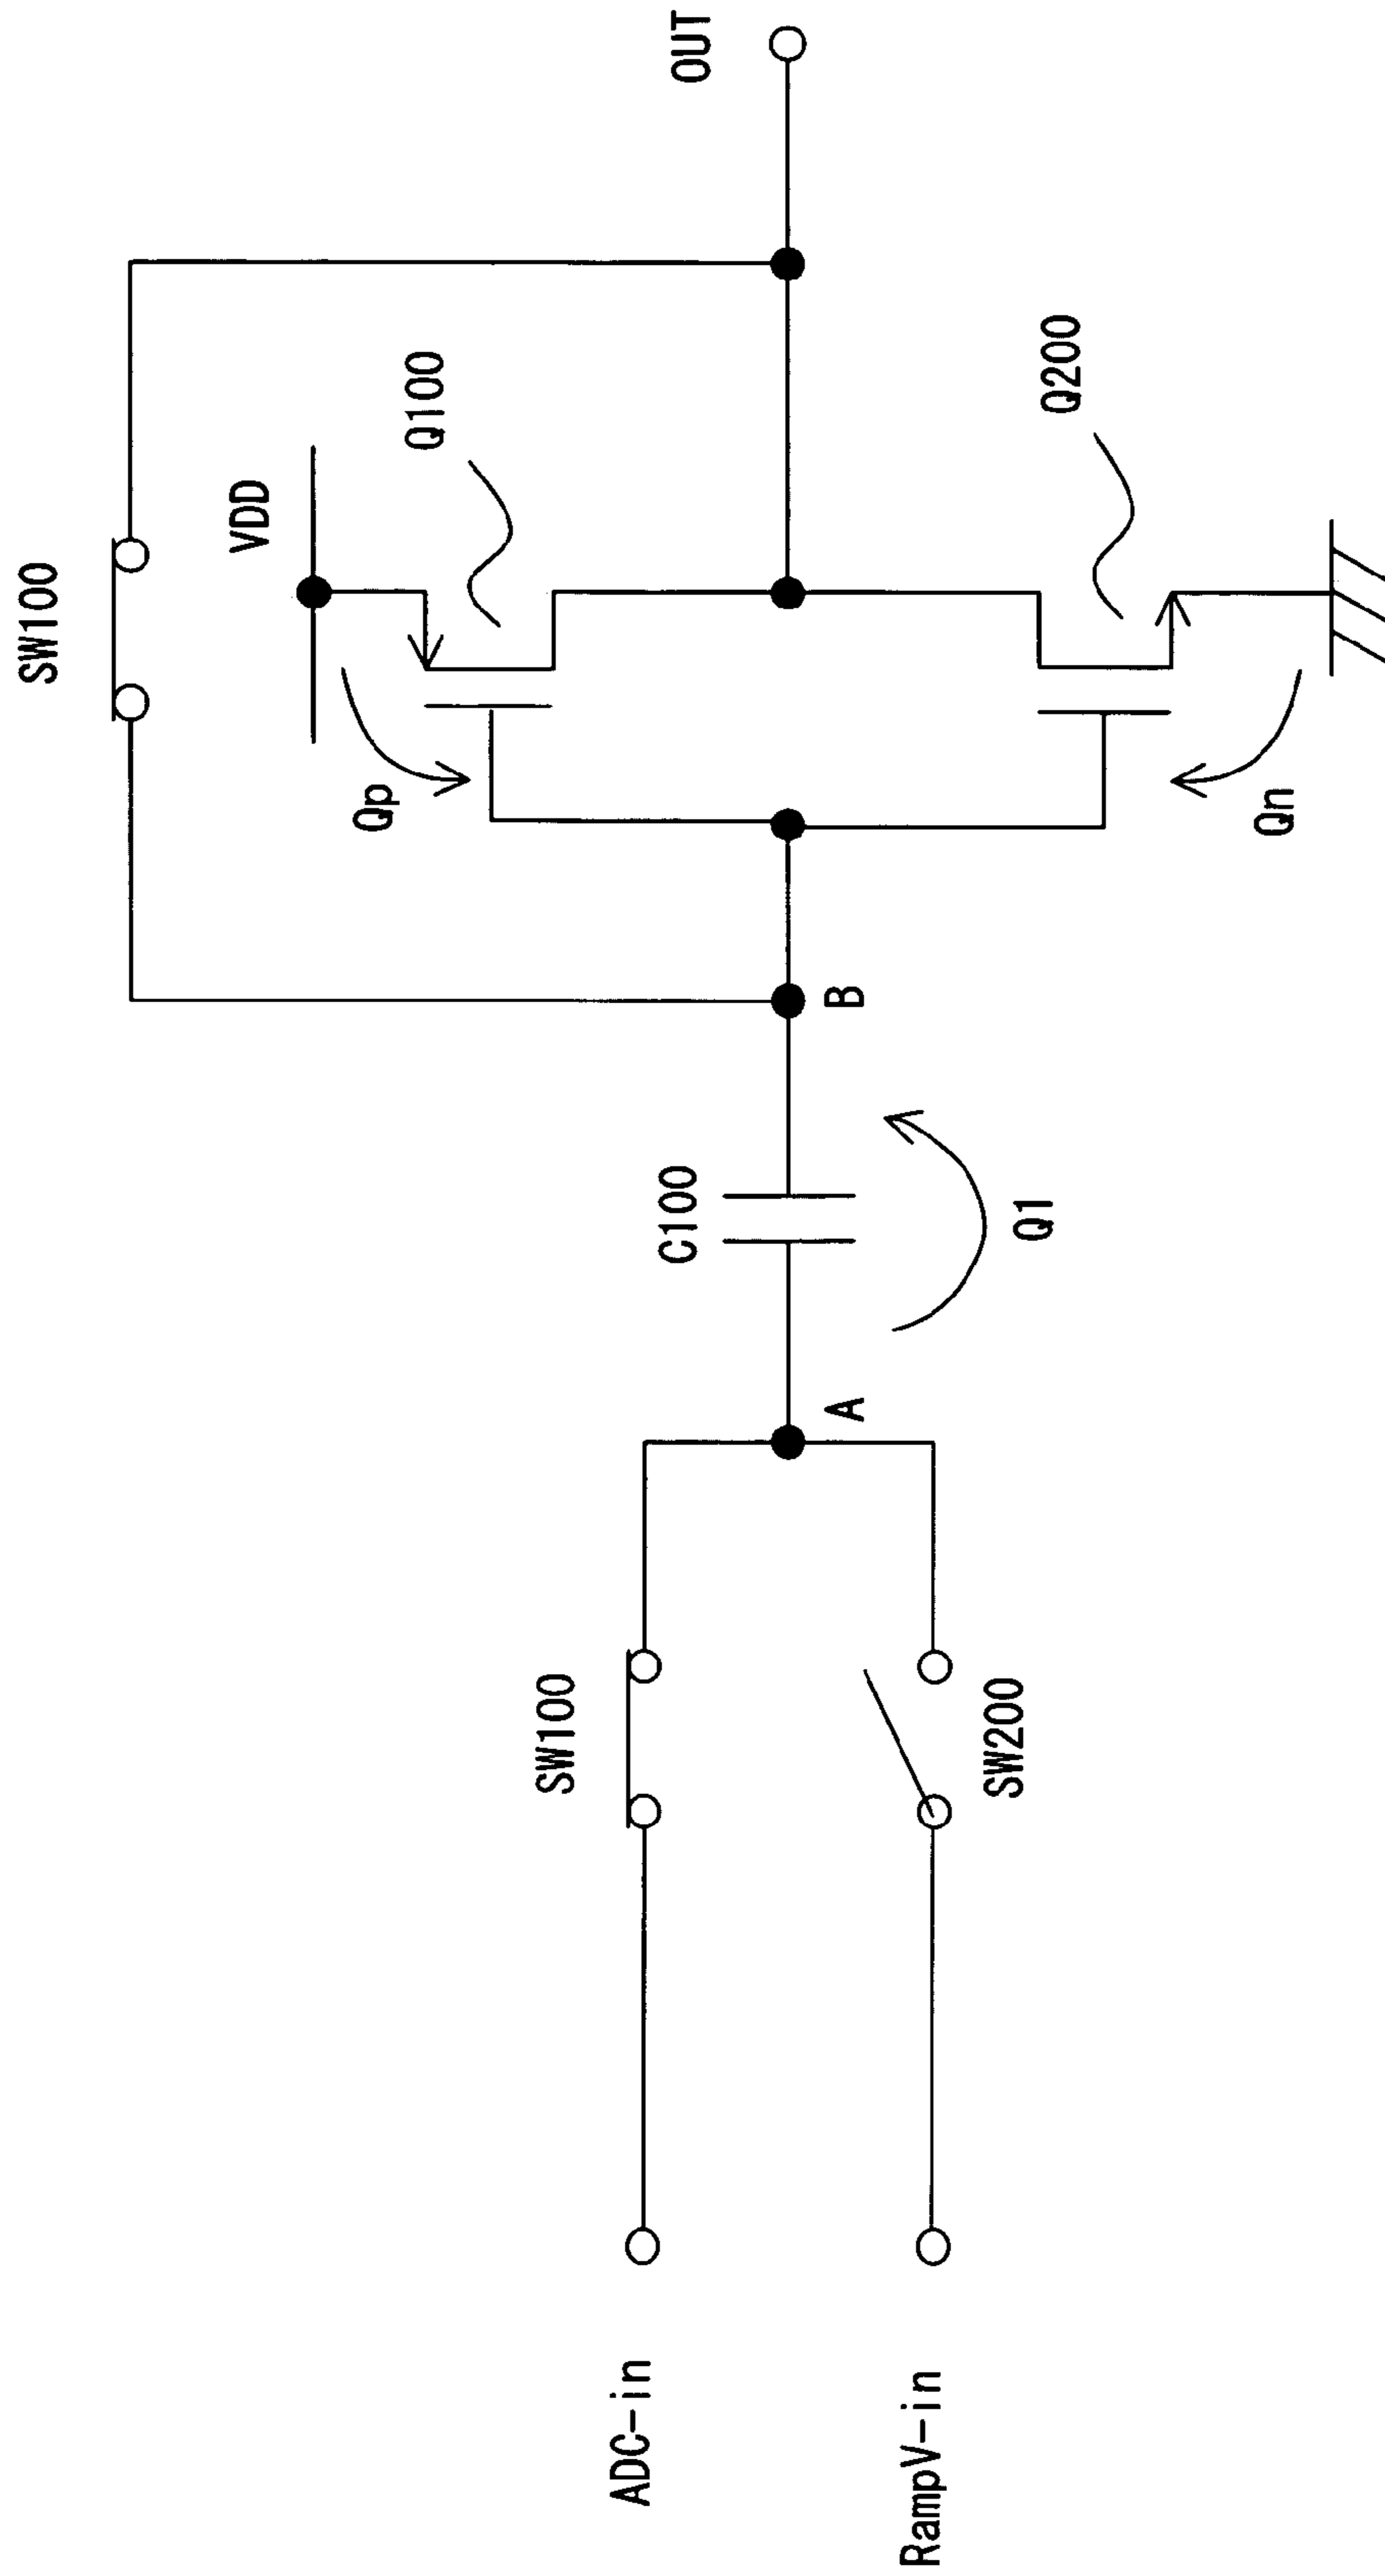 SW100
VDD
Q100
Qp
OUT
Q200
Qn
B
C100
Q1
A
SW100
SW200
ADC-in
RampV-in